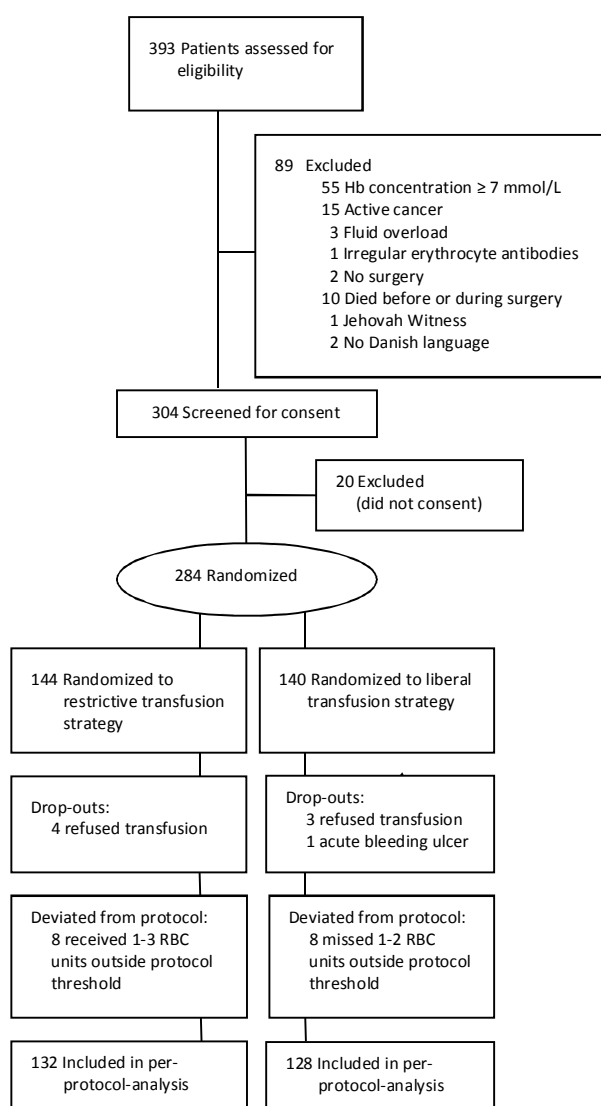 393 Patients assessed for
eligibility
89 Excluded
55 Hb concentration ≥ 7 mmol/L
15 Active cancer
3 Fluid overload
1 Irregular erythrocyte antibodies
2 No surgery
10 Died before or during surgery
1 Jehovah Witness
2 No Danish language
304 Screened for consent
20 Excluded
(did not consent)
284 Randomized
144 Randomized to
restrictive transfusion
strategy
140 Randomized to liberal
transfusion strategy
Drop-outs:
4 refused transfusion
Drop-outs:
3 refused transfusion
1 acute bleeding ulcer
Deviated from protocol:
8 received 1-3 RBC
units outside protocol
threshold
Deviated from protocol:
8 missed 1-2 RBC
units outside protocol
threshold
132 Included in per-
protocol-analysis
128 Included in per-
protocol-analysis